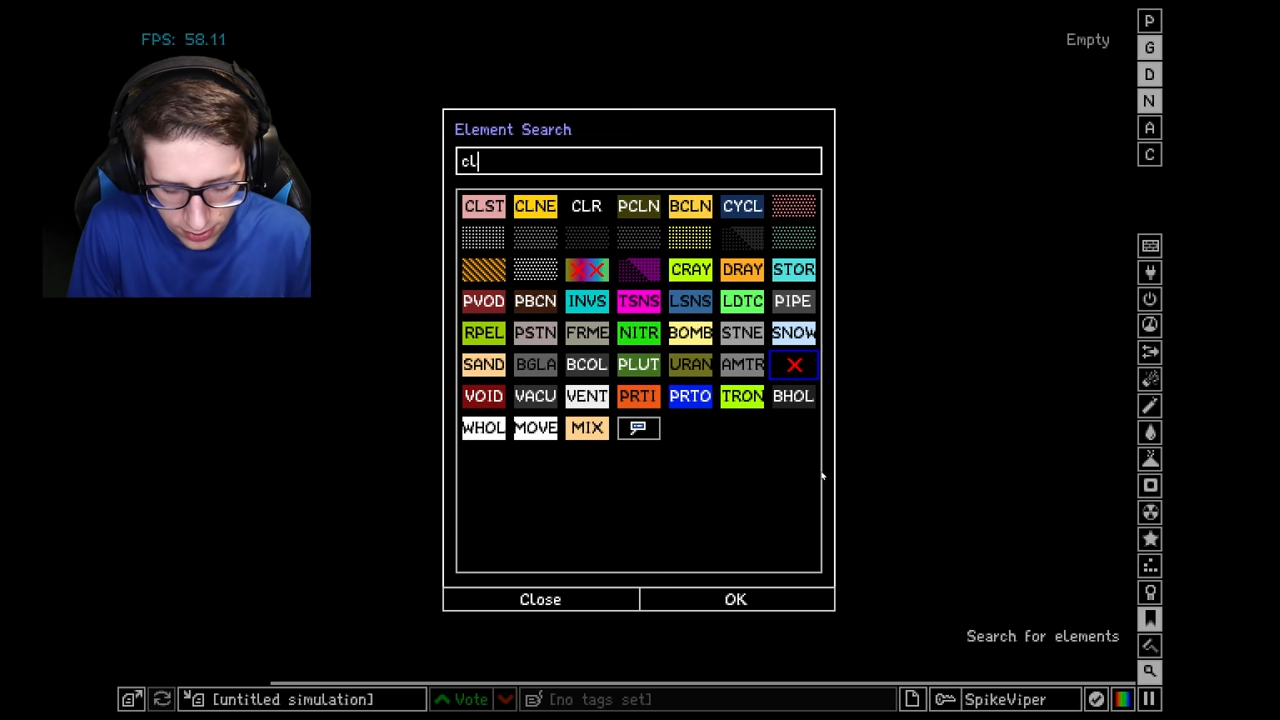 FPS: 58.11
Empty
P
G
D
N
A
C
Element Search
cl
CLST CLNE CLR PCLN BCLN CYCL
CRAY DRAY STOR
PVOD PBCN INVS TSNS LSNS LDTC PIPE
RPEL PSTN FRME NITR BOMB STNE SNOW
SAND BGLA BCOL PLUT URAN AMTR
VOID VACU VENT PRTI PRTO TRON BHOL
WHOL MOVE MIX
Close OK
Search for elements
[untitled simulation] Vote [no tags set] SpikeViper